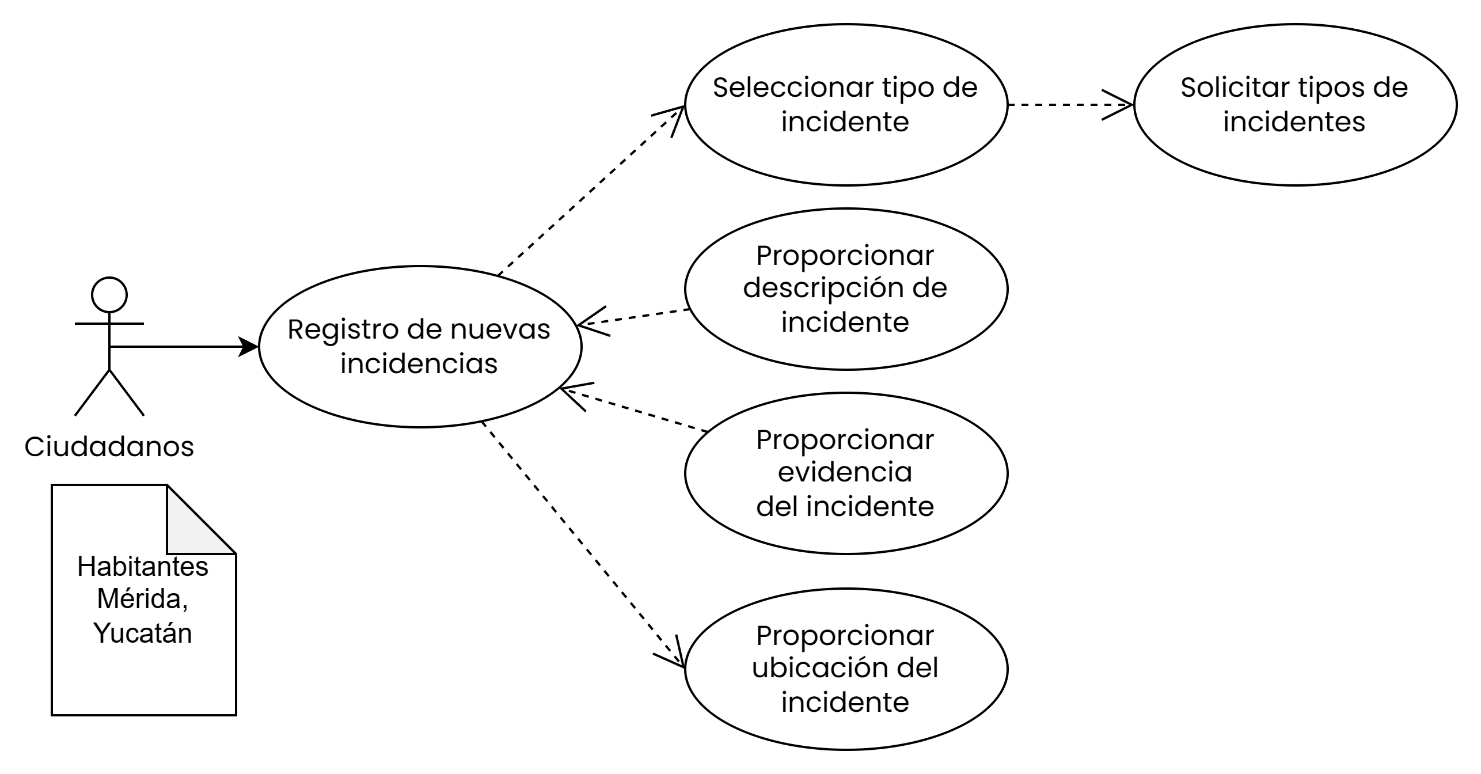 Seleccionar tipo de
incidente
Solicitar tipos de
incidentes
Proporcionar
descripción de
incidente
Registro de nuevas
incidencias
Proporcionar
evidencia
del incidente
Ciudadanos
Habitantes
Mérida,
Yucatán
Proporcionar
ubicación del
incidente